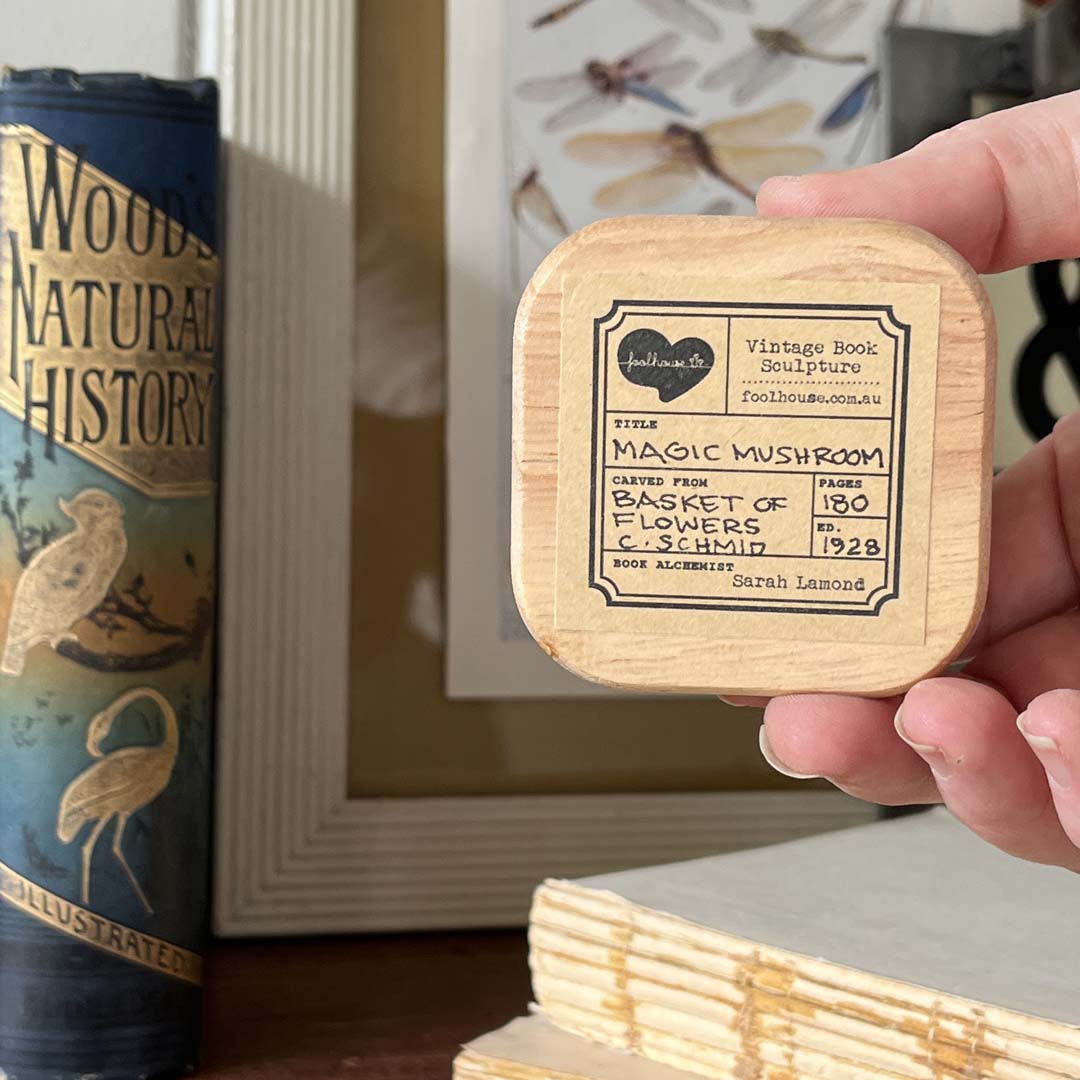 WOOD'S
NATURAL
HISTORY
ILLUSTRATED
foolhouse
Vintage Book
Sculpture
foolhouse.com.au
TITLE
MAGIC MUSHROOM
CARVED FROM
BASKET OF
FLOWERS
C. SCHMID
PAGES
180
ED.
1928
BOOK ALCHEMIST
Sarah Lamond
&